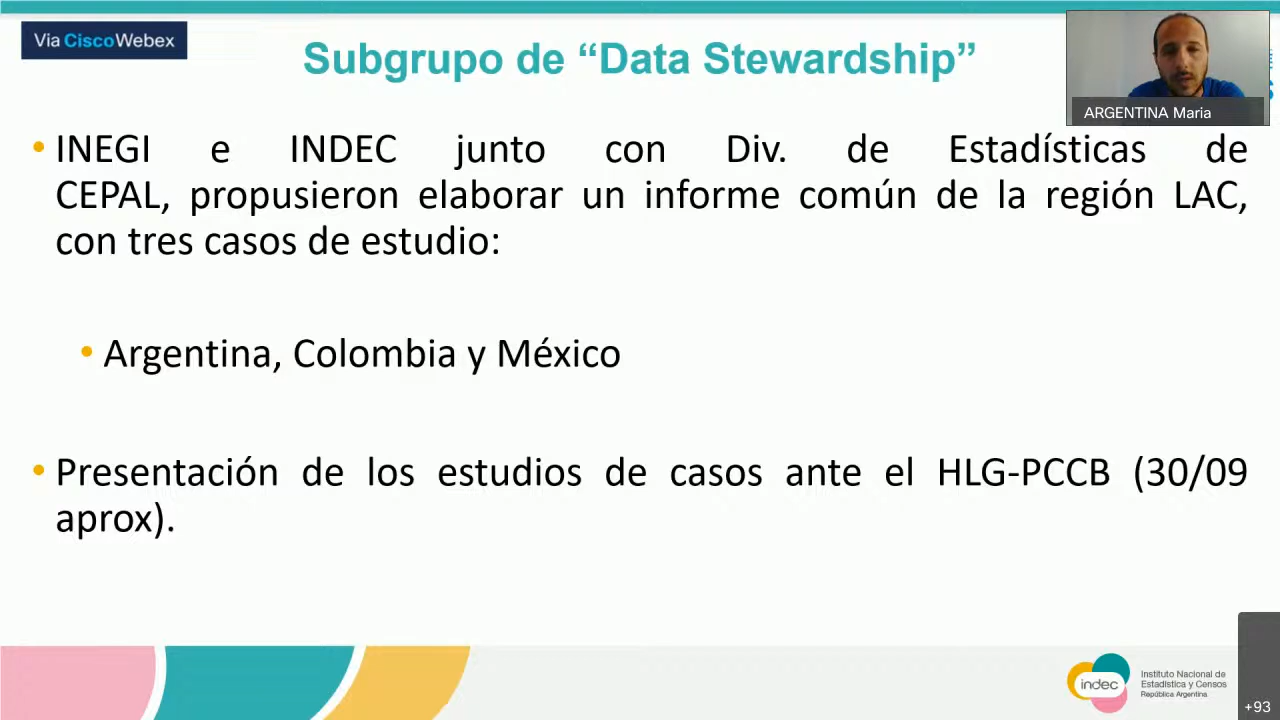 Vía CiscoWebex
Subgrupo de “Data Stewardship”
ARGENTINA Maria
• INEGI e INDEC junto con Div. de Estadísticas de
CEPAL, propusieron elaborar un informe común de la región LAC,
con tres casos de estudio:
• Argentina, Colombia y México
• Presentación de los estudios de casos ante el HLG-PCCB (30/09
aprox).
indec
Instituto Nacional de
Estadística y Censos
República Argentina
+93